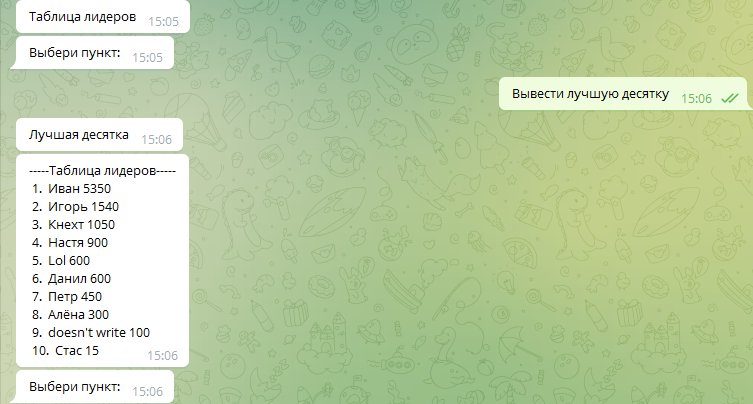 Таблица лидеров 15:05
Выбери пункт: 15:05
Вывести лучшую десятку 15:06
Лучшая десятка 15:06
-----Таблица лидеров-----
1. Иван 5350
2. Игорь 1540
3. Кнехт 1050
4. Настя 900
5. Lol 600
6. Данил 600
7. Петр 450
8. Алёна 300
9. doesn't write 100
10. Стас 15 15:06
Выбери пункт: 15:06